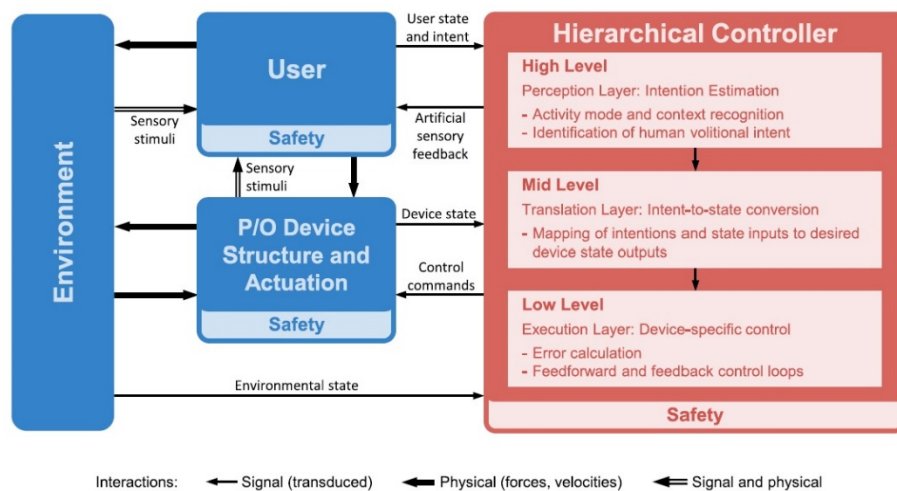 Environment
User
Safety
User state
and intent
Sensory
stimuli
Artificial
sensory
feedback
Sensory
stimuli
P/O Device
Structure and
Actuation
Safety
Device state
Control
commands
Environmental state
Hierarchical Controller
High Level
Perception Layer: Intention Estimation
- Activity mode and context recognition
- Identification of human volitional intent
Mid Level
Translation Layer: Intent-to-state conversion
- Mapping of intentions and state inputs to desired
device state outputs
Low Level
Execution Layer: Device-specific control
- Error calculation
- Feedforward and feedback control loops
Safety
Interactions: Signal (transduced) Physical (forces, velocities) Signal and physical